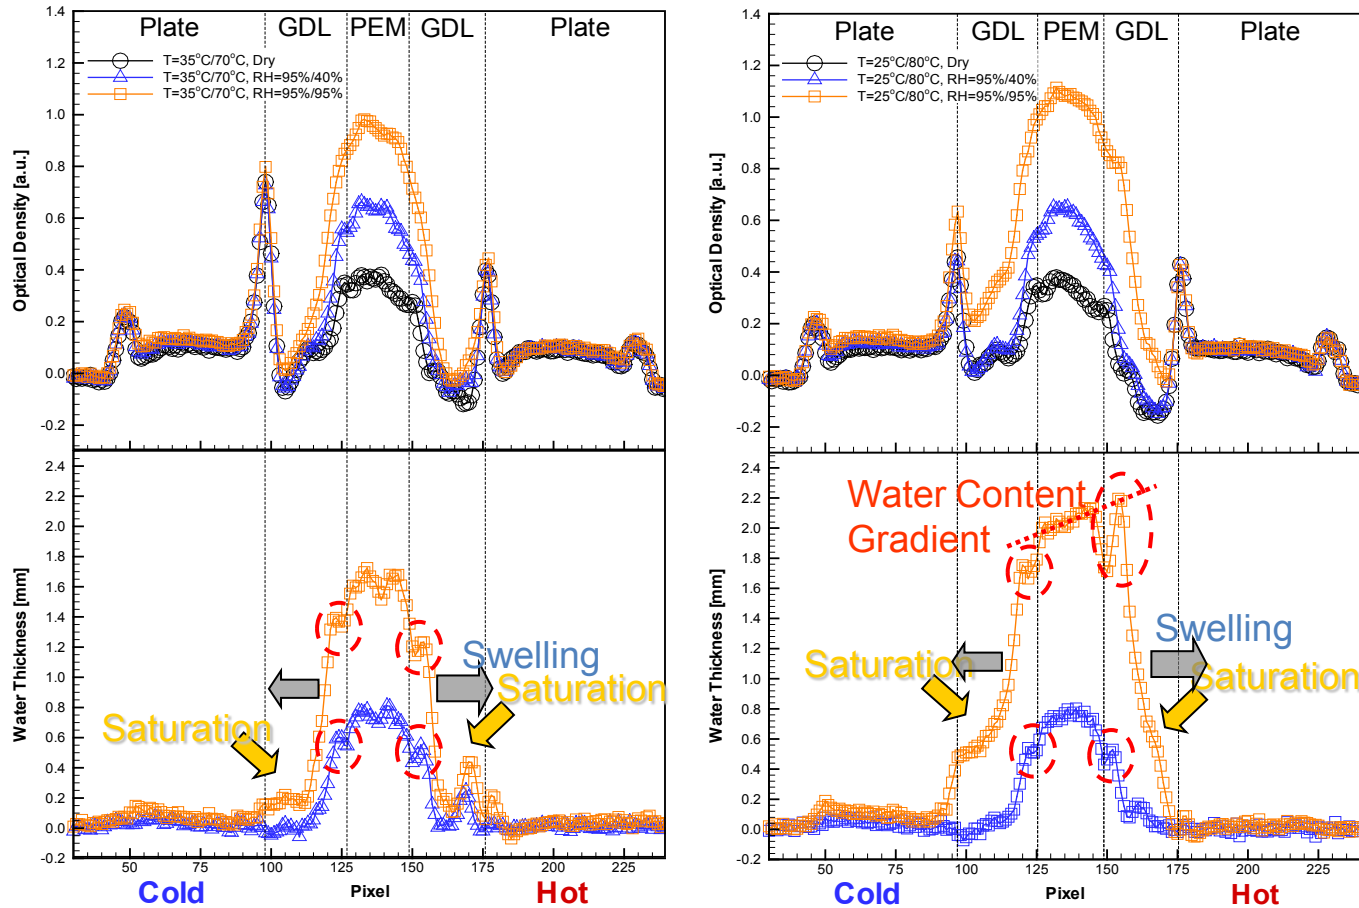 Plate GDL PEM GDL Plate
T=35°C/70°C, Dry
T=35°C/70°C, RH=95%/40%
T=35°C/70°C, RH=95%/95%
Optical Density [a.u.]
1.4
1.2
1.0
0.8
0.6
0.4
0.2
0.0
-0.2
Water Thickness [mm]
2.4
2.2
2.0
1.8
1.6
1.4
1.2
1.0
0.8
0.6
0.4
0.2
0.0
-0.2
Swelling
Saturation
Saturation
50 75 100 125 150 175 200 225
Cold Pixel Hot
Plate GDL PEM GDL Plate
T=25°C/80°C, Dry
T=25°C/80°C, RH=95%/40%
T=25°C/80°C, RH=95%/95%
Optical Density [a.u.]
1.4
1.2
1.0
0.8
0.6
0.4
0.2
0.0
-0.2
Water Thickness [mm]
2.4
2.2
2.0
1.8
1.6
1.4
1.2
1.0
0.8
0.6
0.4
0.2
0.0
-0.2
Water Content
Gradient
Swelling
Saturation
Saturation
50 75 100 125 150 175 200 225
Cold Pixel Hot